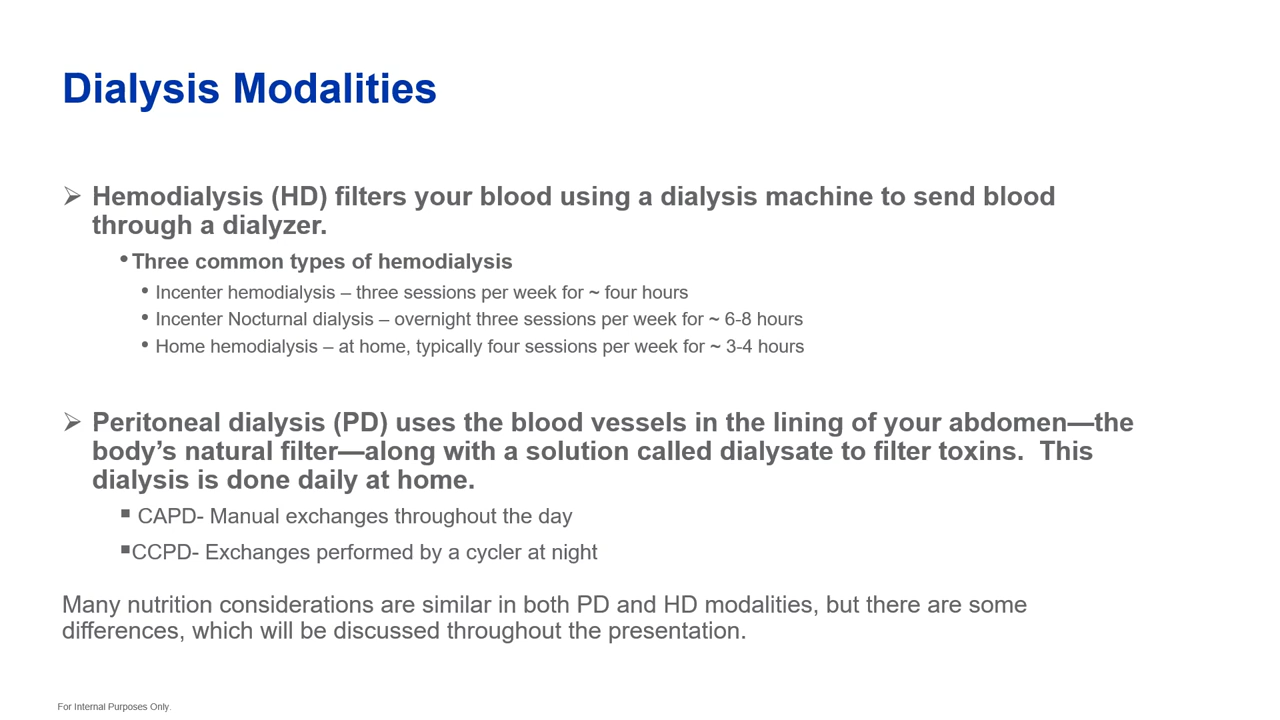 Dialysis Modalities
➢ Hemodialysis (HD) filters your blood using a dialysis machine to send blood
through a dialyzer.
• Three common types of hemodialysis
• Incenter hemodialysis – three sessions per week for ~ four hours
• Incenter Nocturnal dialysis – overnight three sessions per week for ~ 6-8 hours
• Home hemodialysis – at home, typically four sessions per week for ~ 3-4 hours
➢ Peritoneal dialysis (PD) uses the blood vessels in the lining of your abdomen—the
body’s natural filter—along with a solution called dialysate to filter toxins.  This
dialysis is done daily at home.
▪ CAPD- Manual exchanges throughout the day
▪CCPD- Exchanges performed by a cycler at night
Many nutrition considerations are similar in both PD and HD modalities, but there are some
differences, which will be discussed throughout the presentation.
For Internal Purposes Only.